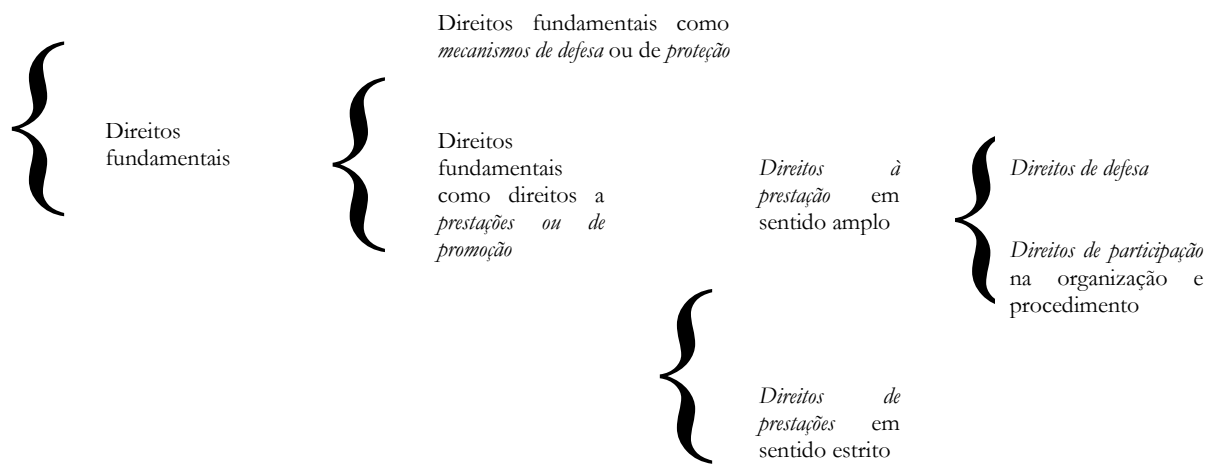 Direitos fundamentais como
mecanismos de defesa ou de proteção
Direitos
fundamentais
Direitos
fundamentais
como direitos a
prestações ou de
promoção
Direitos à
prestação em
sentido amplo
Direitos de defesa
Direitos de participação
na organização e
procedimento
Direitos de
prestações em
sentido estrito